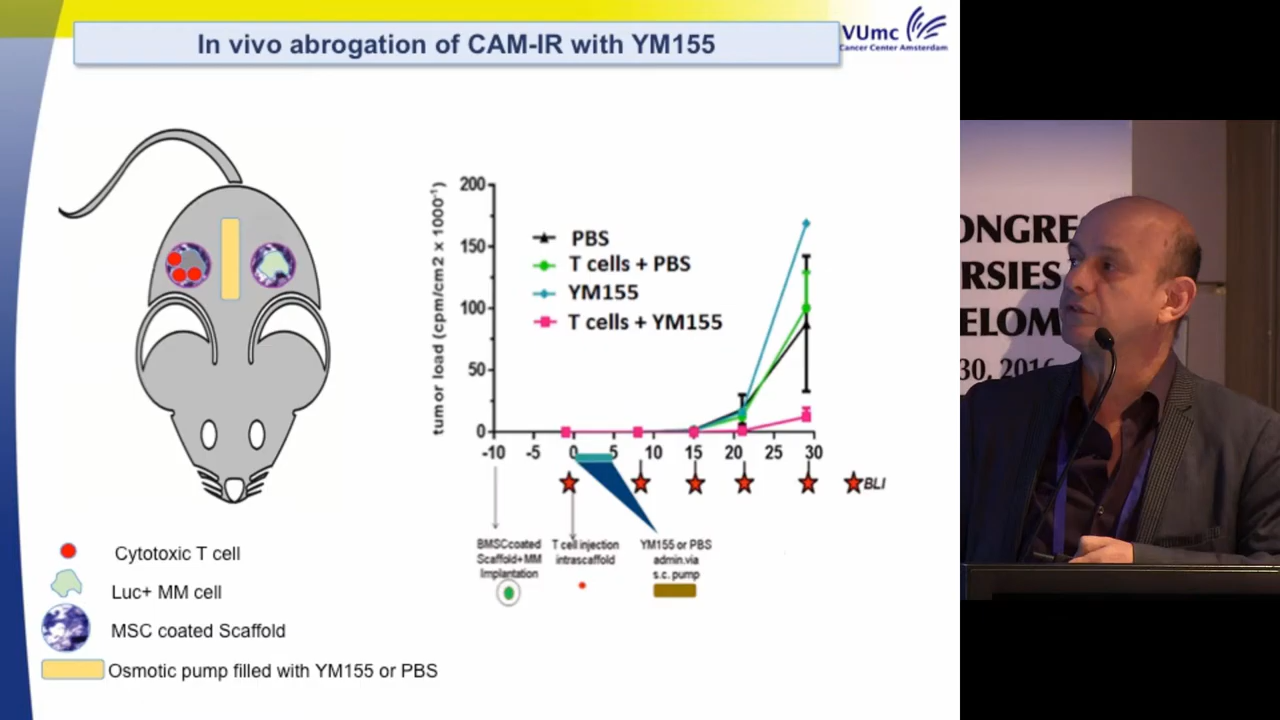 In vivo abrogation of CAM-IR with YM155
VUmc
Cancer Center Amsterdam
tumor load (cpm/cm2 x 1000⁻¹)
200
150
100
50
0
PBS
T cells + PBS
YM155
T cells + YM155
-10 -5 0 5 10 15 20 25 30
BLI
BMSCcoated
Scaffold+MM
Implantation
T cell injection
intrascaffold
YM155 or PBS
admin.via
s.c. pump
Cytotoxic T cell
Luc+ MM cell
MSC coated Scaffold
Osmotic pump filled with YM155 or PBS
ONGRE
RSIES
ELOM
30, 2016